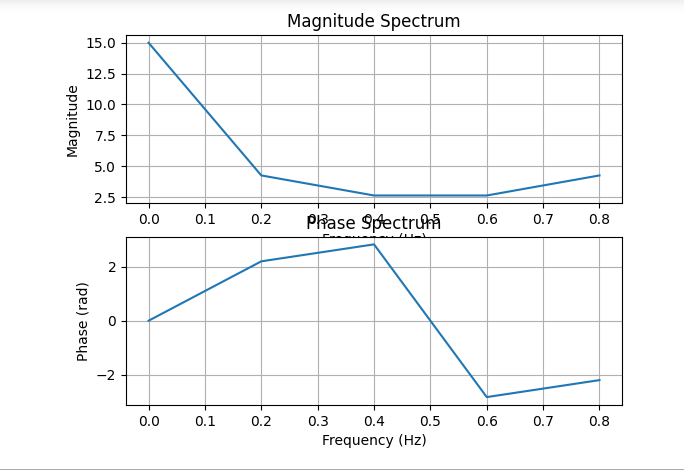 Magnitude Spectrum
15.0
12.5
10.0
7.5
5.0
2.5
Magnitude
0.0 0.1 0.2 0.3 0.4 0.5 0.6 0.7 0.8
Frequency (Hz)
Phase Spectrum
2
0
−2
Phase (rad)
0.0 0.1 0.2 0.3 0.4 0.5 0.6 0.7 0.8
Frequency (Hz)